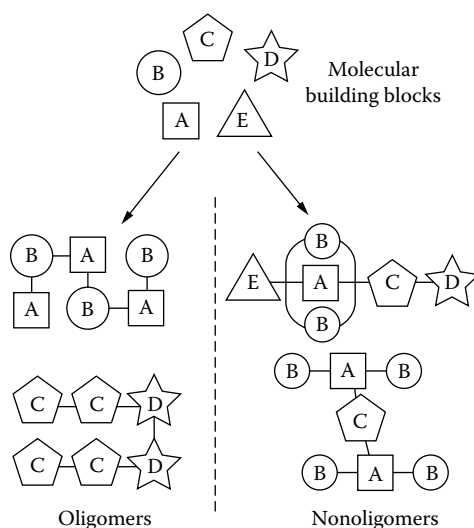 C
B
D
Molecular
building blocks
A
E
B A B
A B A
B
E A C D
B
C C D
C C D
B A B
C
B A B
Oligomers
Nonoligomers